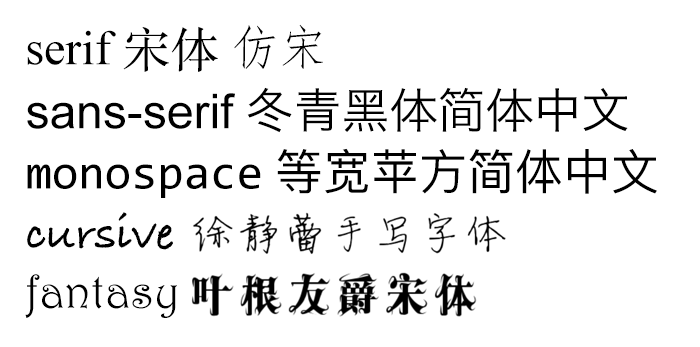 serif 宋体 仿宋
sans-serif 冬青黑体简体中文
monospace 等宽苹方简体中文
cursive 徐静蕾手写字体
fantasy 叶根友爵宋体